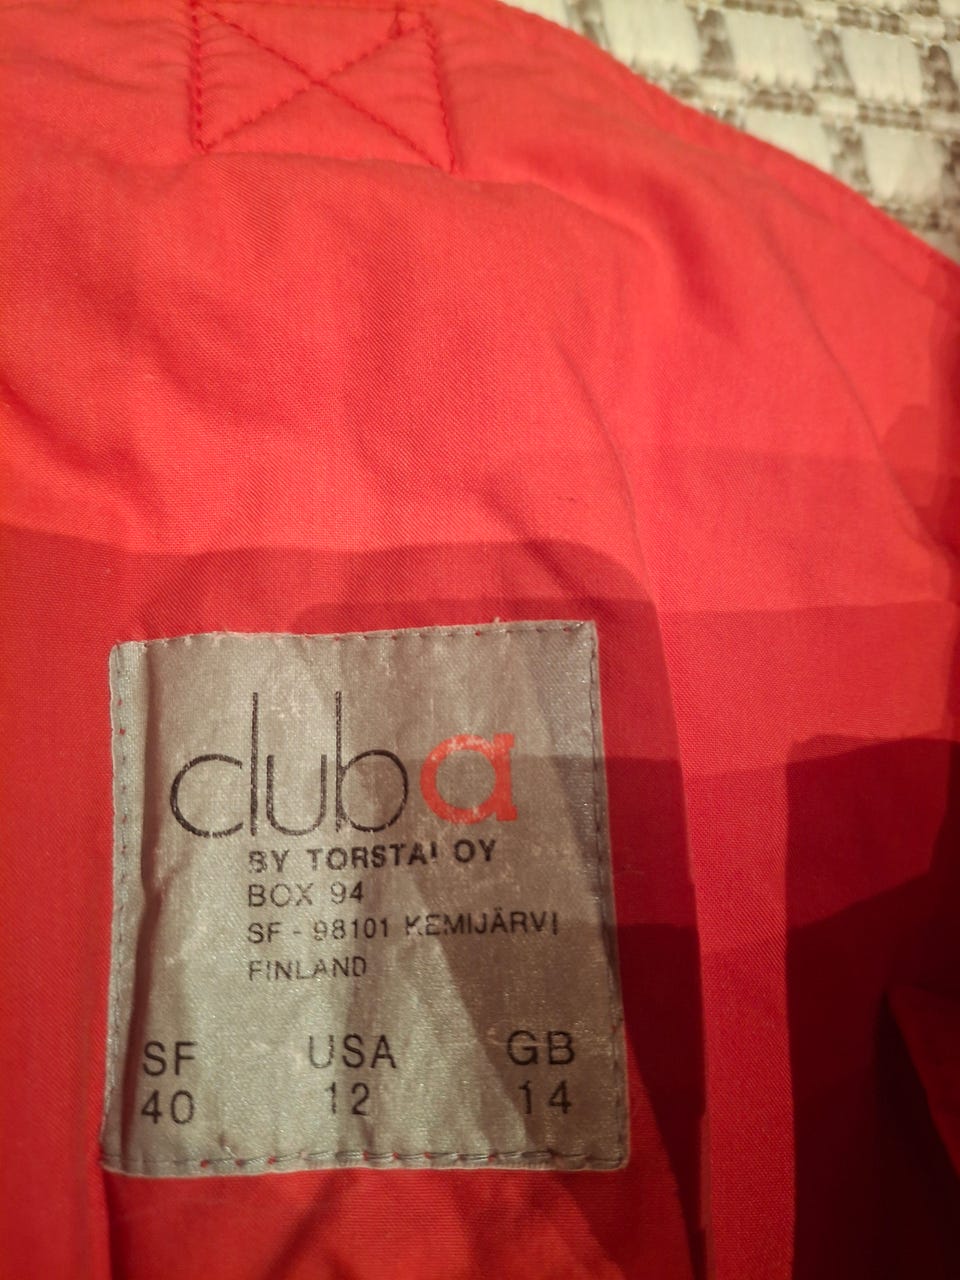 club a
BY TORSTAI OY
BOX 94
SF - 98101 KEMIJÄRVI
FINLAND
SF USA GB
40 12 14